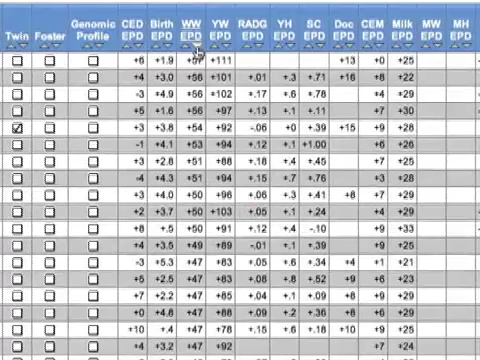 Twin Foster Genomic Profile CED EPD Birth EPD WW EPD YW EPD RADG EPD YH EPD SC EPD Doc EPD CEM EPD Milk EPD MW EPD MH EPD
+6 +1.9 +57 +111 +13 +0 +25
+4 +3.0 +56 +101 +.01 +.3 +.71 +16 +8 +22
-3 +4.9 +56 +102 +.17 +.6 +.78 +4 +29
+5 +1.6 +56 +97 +.13 +.1 +.11 +7 +30
+3 +3.8 +54 +92 -.06 +0 +.39 +15 +9 +28
-1 +4.1 +53 +94 +.12 +.1 +1.00 +6 +26
+3 +2.8 +51 +88 +.18 +.4 +.45 +7 +25
-4 +4.3 +51 +94 +.15 +.7 +.76 +3 +28
+3 +4.0 +50 +96 +.06 +.3 +.41 +8 +7 +29
+2 +3.7 +50 +103 +.05 +.1 +.24 +4 +29
+8 +.5 +50 +91 +.12 +.4 -.10 +9 +33
+4 +3.5 +49 +89 -.01 +.1 +.39 +9 +25
-3 +5.3 +47 +83 +.06 +.2 +.34 +4 +1 +21
+5 +2.5 +47 +83 +.08 +.8 +.52 +9 +6 +23
+7 +2.2 +47 +85 +.04 +.1 +.09 +8 +9 +29
+0 +4.8 +47 +88 +.09 +.2 +.36 +8 +6 +29
+10 +.4 +47 +78 +.15 +.6 +.18 +10 +9 +25
+4 +3.2 +47 +92 +7 +24